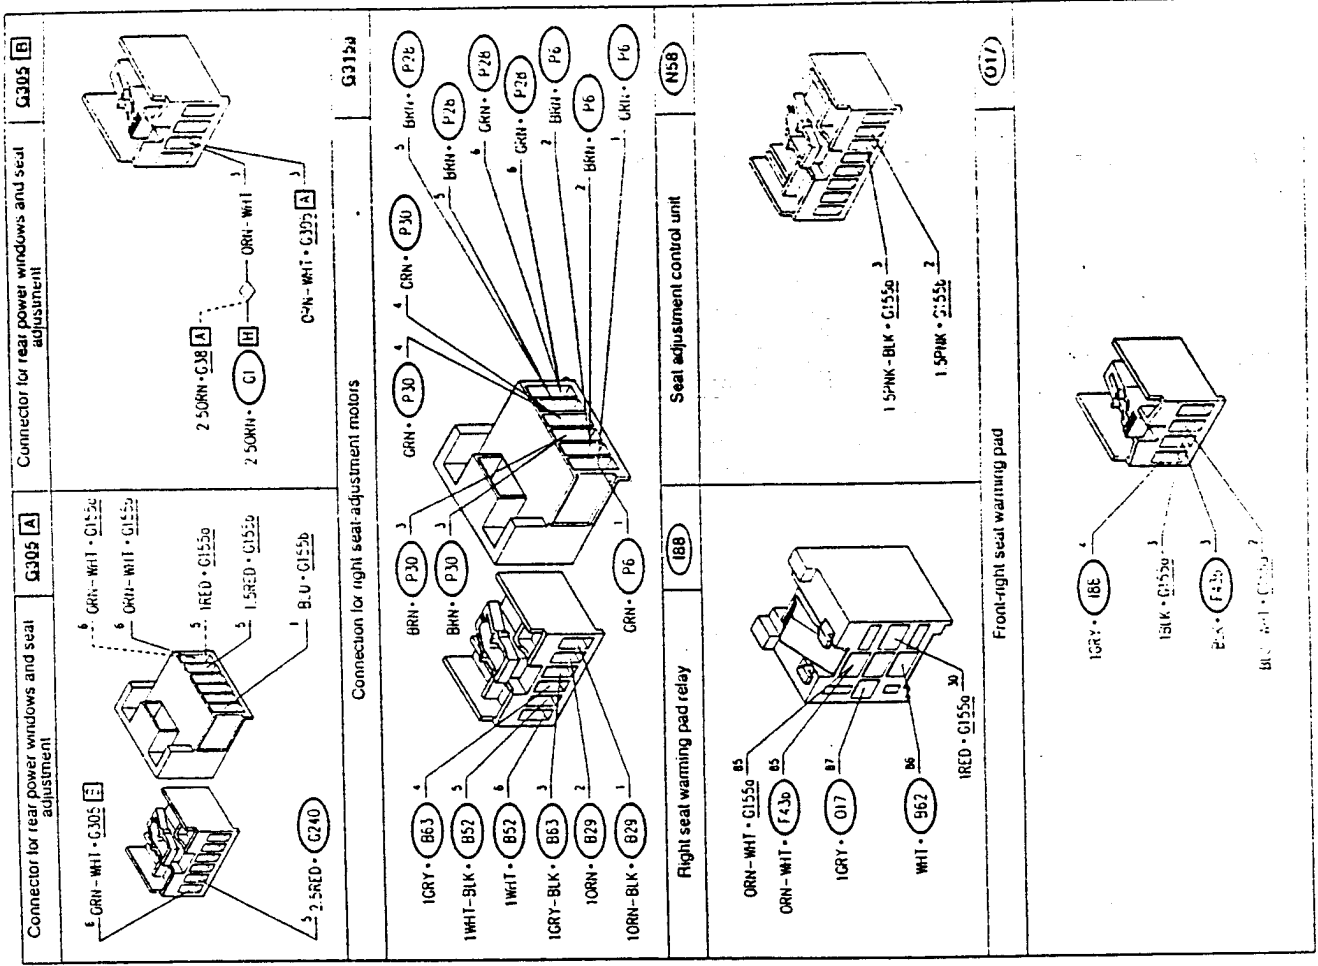 Connector for rear power windows and seat
adjustment
G305 A
6 ORN-WHT • G305
5 2.5RED • G240
6 ORN-WHT • G155a
6 ORN-WHT • G155b
5 1RED • G155a
5 1.5RED • G155b
1 BLU • G155b
Connector for rear power windows and seat
adjustment
G305 B
2.5ORN • G38 A
2.5ORN • G1 H
ORN-WHT 3
ORN-WHT • G305 A 3
Connection for right seat-adjustment motors
G315a
1GRY • B63 4
1WHT-BLK • B52 5
1WHT • B52 6
1GRY-BLK • B63 3
1ORN • B29 2
1ORN-BLK • B29 1
BRN • P30 3
BRN • P30 3
GRN • P6 1
GRN • P30 4
4 GRN • P30
5 BRN • P28
5 BRN • P28
6 GRN • P28
6 GRN • P28
2 BRN • P6
2 BRN • P6
1 GRN • P6
Right seat warming pad relay
I88
ORN-WHT • G155a 85
ORN-WHT • F43b 85
1GRY • O17 87
WHT • B62 86
1RED • G155a 30
Seat adjustment control unit
N58
1.5PNK-BLK • G155a 3
1.5PNK • G155b 2
Front-right seat warming pad
O17
1GRY • I88 4
1BLK • G155a 3
BLK • F43b 3
2